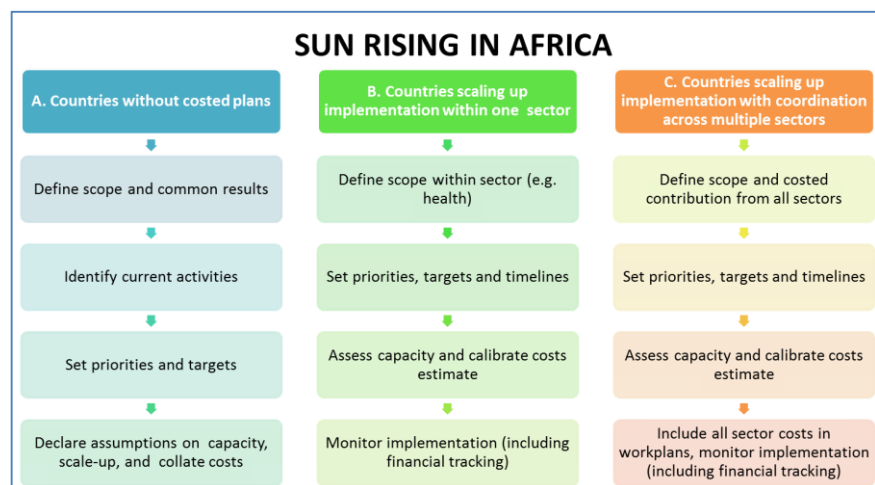 SUN RISING IN AFRICA
A. Countries without costed plans
Define scope and common results
Identify current activities
Set priorities and targets
Declare assumptions on capacity,
scale-up, and collate costs
B. Countries scaling up
implementation within one sector
Define scope within sector (e.g.
health)
Set priorities, targets and timelines
Assess capacity and calibrate costs
estimate
Monitor implementation (including
financial tracking)
C. Countries scaling up
implementation with coordination
across multiple sectors
Define scope and costed
contribution from all sectors
Set priorities, targets and timelines
Assess capacity and calibrate costs
estimate
Include all sector costs in
workplans, monitor implementation
(including financial tracking)